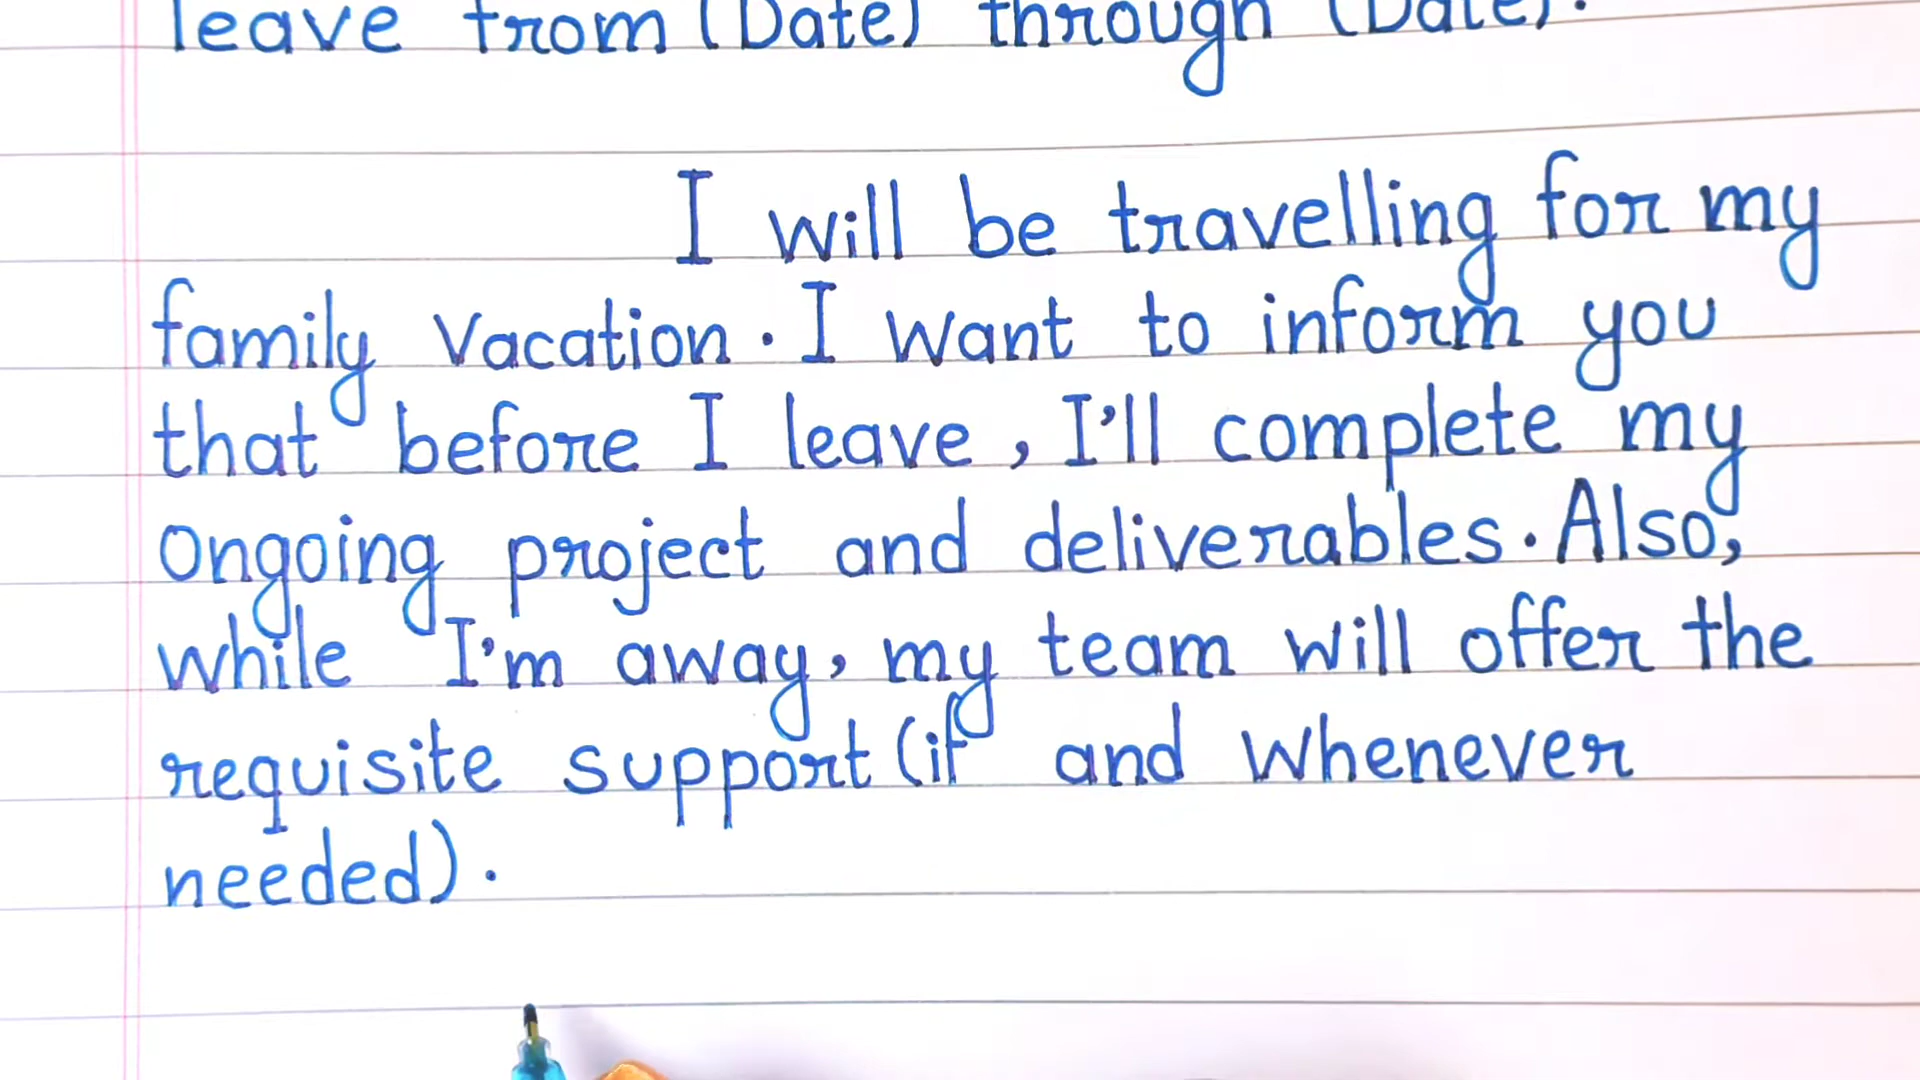 leave from (Date) through (Date).
I will be travelling for my
family vacation. I want to inform you
that before I leave, I'll complete my
ongoing project and deliverables. Also,
while I'm away, my team will offer the
requisite support (if and whenever
needed).